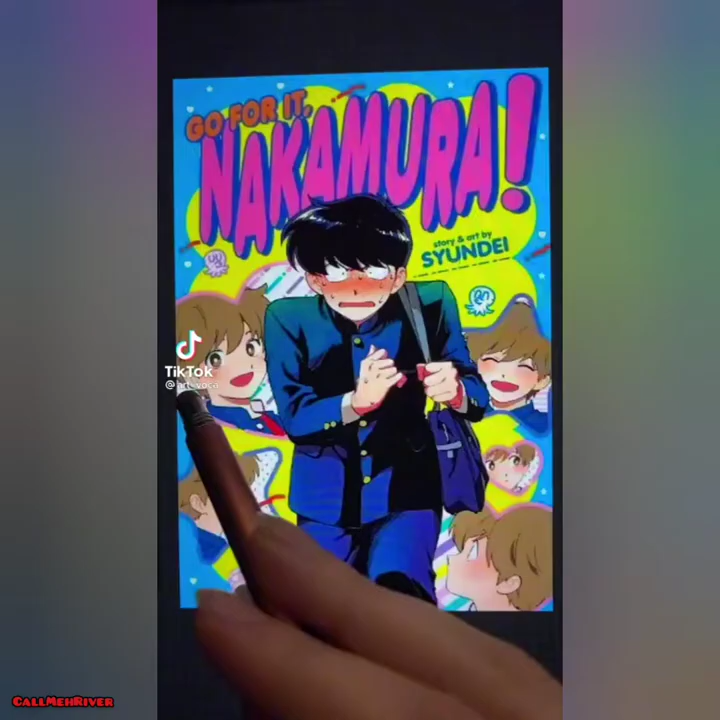 GO FOR IT,
NAKAMURA!
story & art by
SYUNDEI
TikTok
CALLMEHRIVER